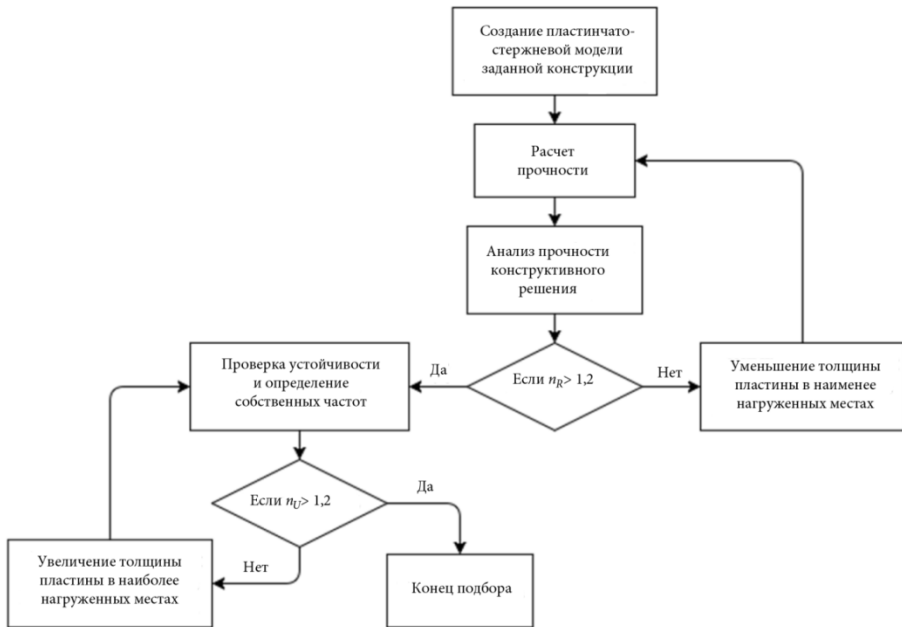 Создание пластинчато-
стержневой модели
заданной конструкции
Расчет
прочности
Анализ прочности
конструктивного
решения
Если n_R> 1,2
Да
Нет
Проверка устойчивости
и определение
собственных частот
Уменьшение толщины
пластины в наименее
нагруженных местах
Если n_U> 1,2
Да
Нет
Увеличение толщины
пластины в наиболее
нагруженных местах
Конец подбора